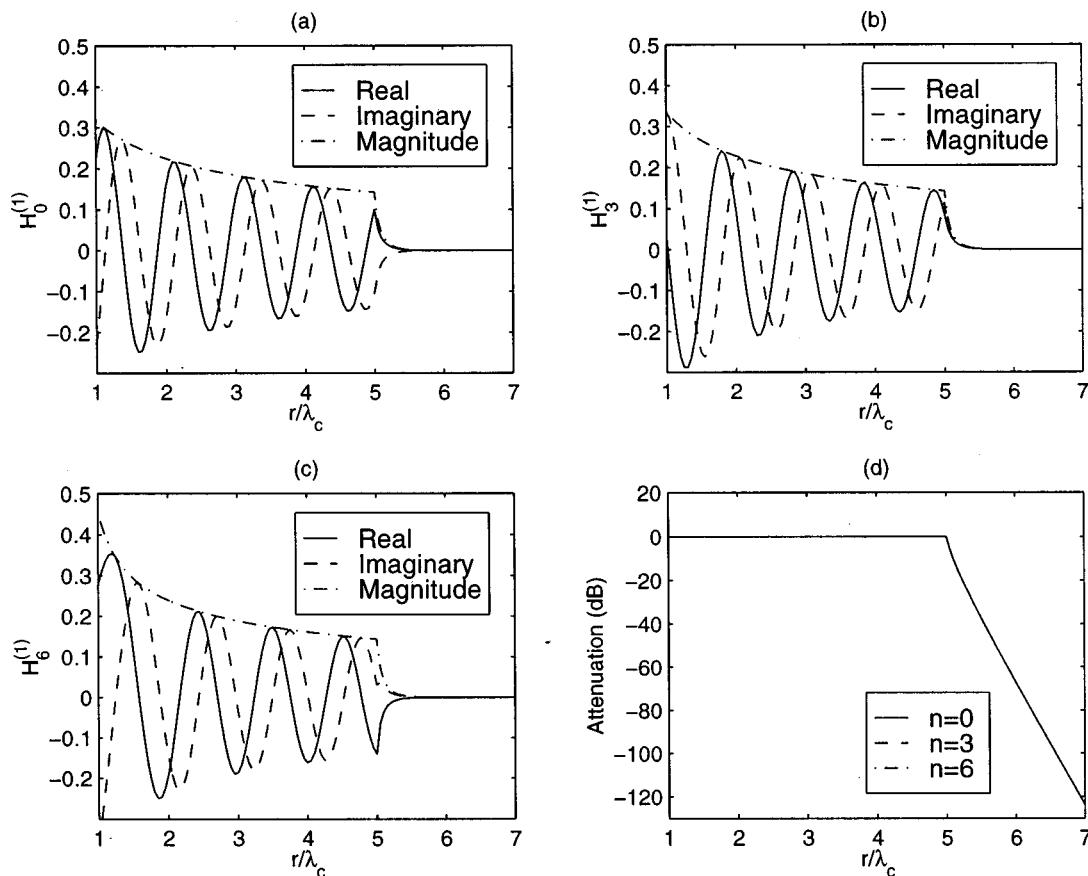 (a)
0.5
0.4
0.3
0.2
0.1
0
−0.1
−0.2
H0(1)
Real
Imaginary
Magnitude
1 2 3 4 5 6 7
r/λc
(b)
0.5
0.4
0.3
0.2
0.1
0
−0.1
−0.2
H3(1)
Real
Imaginary
Magnitude
1 2 3 4 5 6 7
r/λc
(c)
0.5
0.4
0.3
0.2
0.1
0
−0.1
−0.2
H6(1)
Real
Imaginary
Magnitude
1 2 3 4 5 6 7
r/λc
(d)
20
0
−20
−40
−60
−80
−100
−120
Attenuation (dB)
n=0
n=3
n=6
1 2 3 4 5 6 7
r/λc